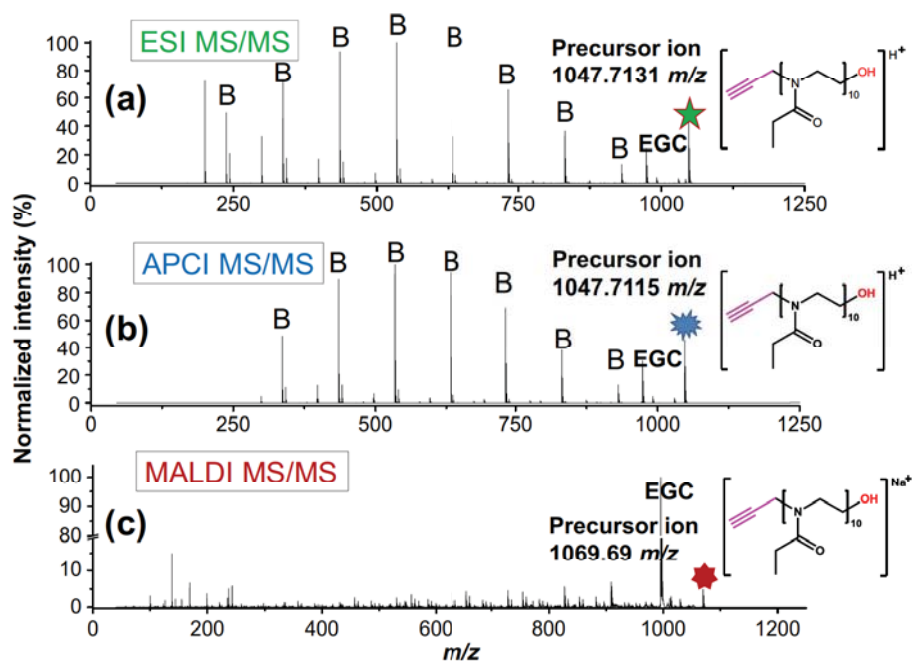 ESI MS/MS
Precursor ion
1047.7131 m/z
H+
(a)
100
80
60
40
20
0
B
B
B
B
B
B
B
B
EGC
N
O
10
OH
0
250
500
750
1000
1250
APCI MS/MS
Precursor ion
1047.7115 m/z
H+
(b)
100
80
60
40
20
0
B
B
B
B
B
B
B
EGC
N
O
10
OH
0
250
500
750
1000
1250
MALDI MS/MS
Precursor ion
1069.69 m/z
Na+
(c)
100
90
80
10
5
0
EGC
N
O
10
OH
0
200
400
600
800
1000
1200
m/z
Normalized intensity (%)